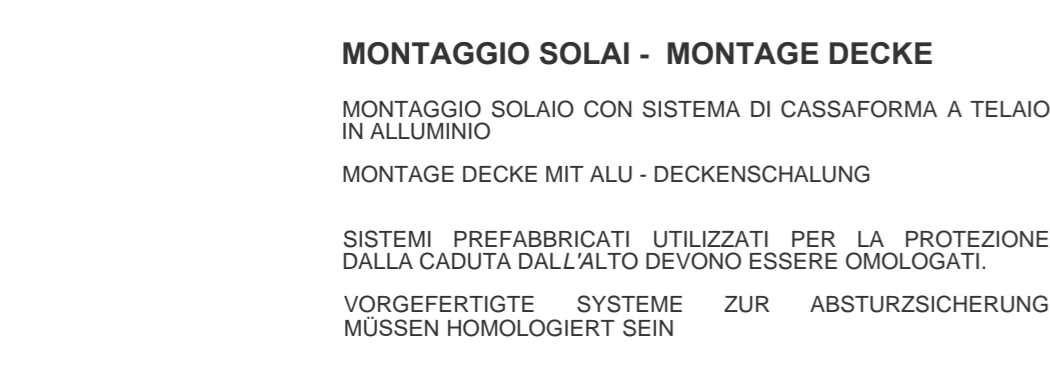 MONTAGGIO SOLAI - MONTAGE DECKE
MONTAGGIO SOLAIO CON SISTEMA DI CASSAFORMA A TELAIO
IN ALLUMINIO
MONTAGE DECKE MIT ALU - DECKENSCHALUNG
SISTEMI PREFABBRICATI UTILIZZATI PER LA PROTEZIONE
DALLA CADUTA DALL'ALTO DEVONO ESSERE OMOLOGATI.
VORGEFERTIGTE SYSTEME ZUR ABSTURZSICHERUNG
MÜSSEN HOMOLOGIERT SEIN